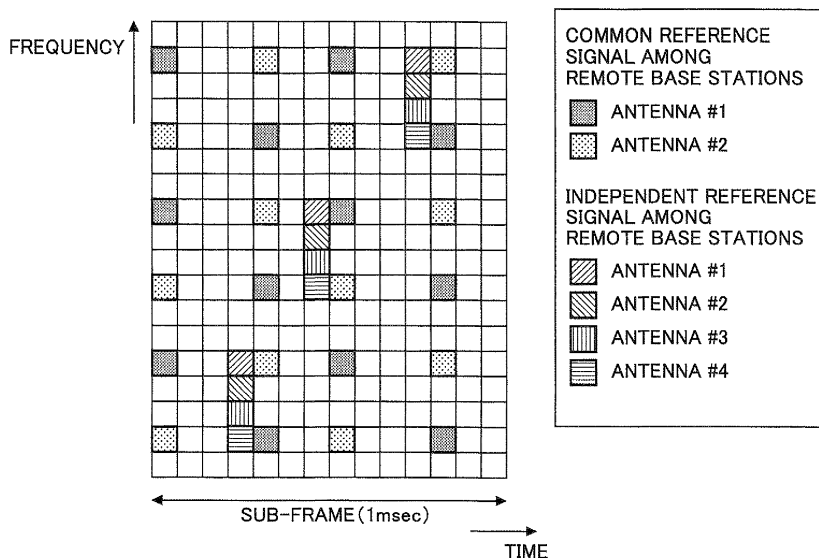 FREQUENCY
SUB-FRAME(1msec)
TIME
COMMON REFERENCE
SIGNAL AMONG
REMOTE BASE STATIONS
ANTENNA #1
ANTENNA #2
INDEPENDENT REFERENCE
SIGNAL AMONG
REMOTE BASE STATIONS
ANTENNA #1
ANTENNA #2
ANTENNA #3
ANTENNA #4